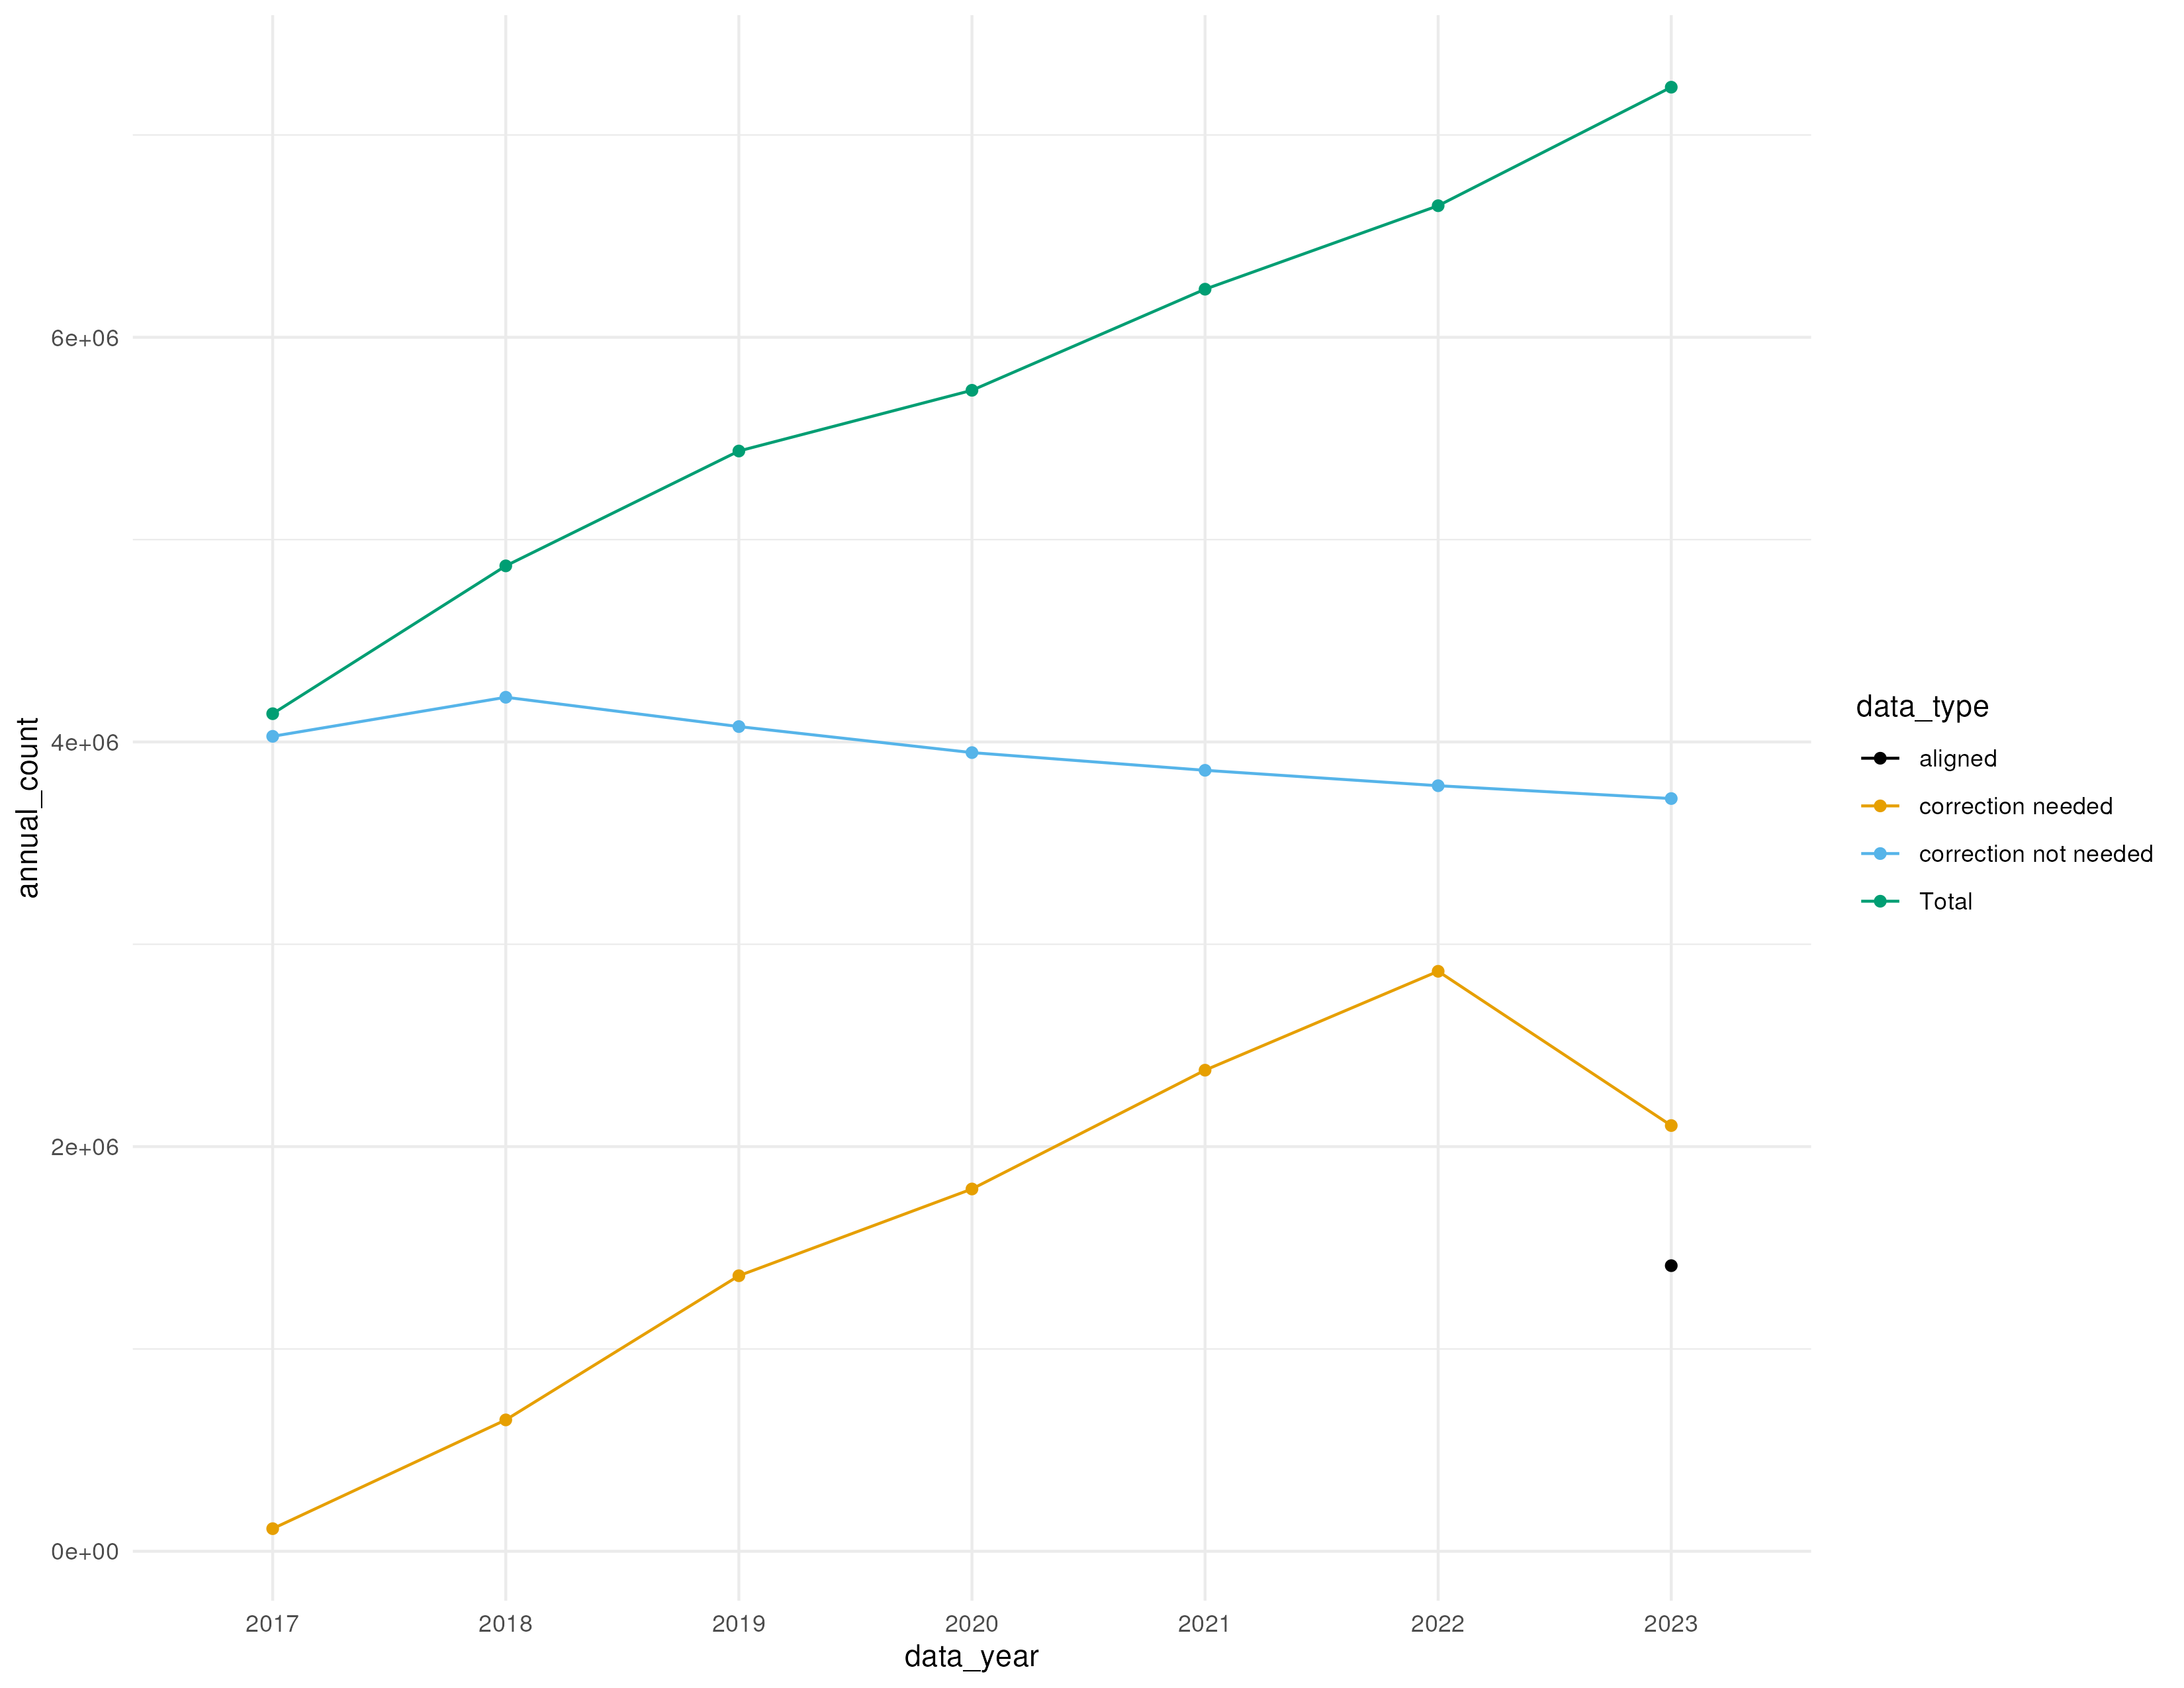 annual_count
6e+06
4e+06
2e+06
0e+00
2017 2018 2019 2020 2021 2022 2023
data_year
data_type
aligned
correction needed
correction not needed
Total